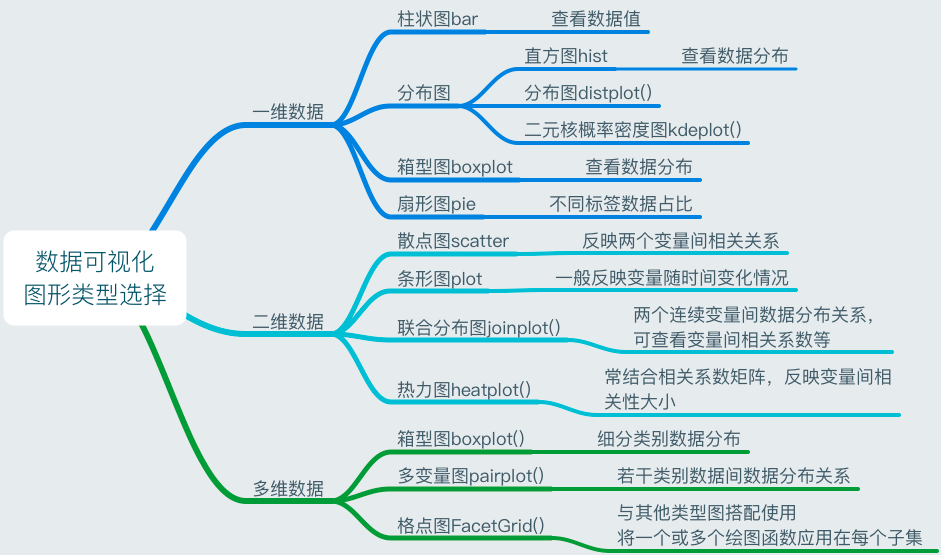 数据可视化
图形类型选择
一维数据
柱状图bar
查看数据值
分布图
直方图hist
查看数据分布
分布图distplot()
二元核概率密度图kdeplot()
箱型图boxplot
查看数据分布
扇形图pie
不同标签数据占比
二维数据
散点图scatter
反映两个变量间相关关系
条形图plot
一般反映变量随时间变化情况
联合分布图joinplot()
两个连续变量间数据分布关系，
可查看变量间相关系数等
热力图heatplot()
常结合相关系数矩阵，反映变量间相
关性大小
多维数据
箱型图boxplot()
细分类别数据分布
多变量图pairplot()
若干类别数据间数据分布关系
格点图FacetGrid()
与其他类型图搭配使用
将一个或多个绘图函数应用在每个子集